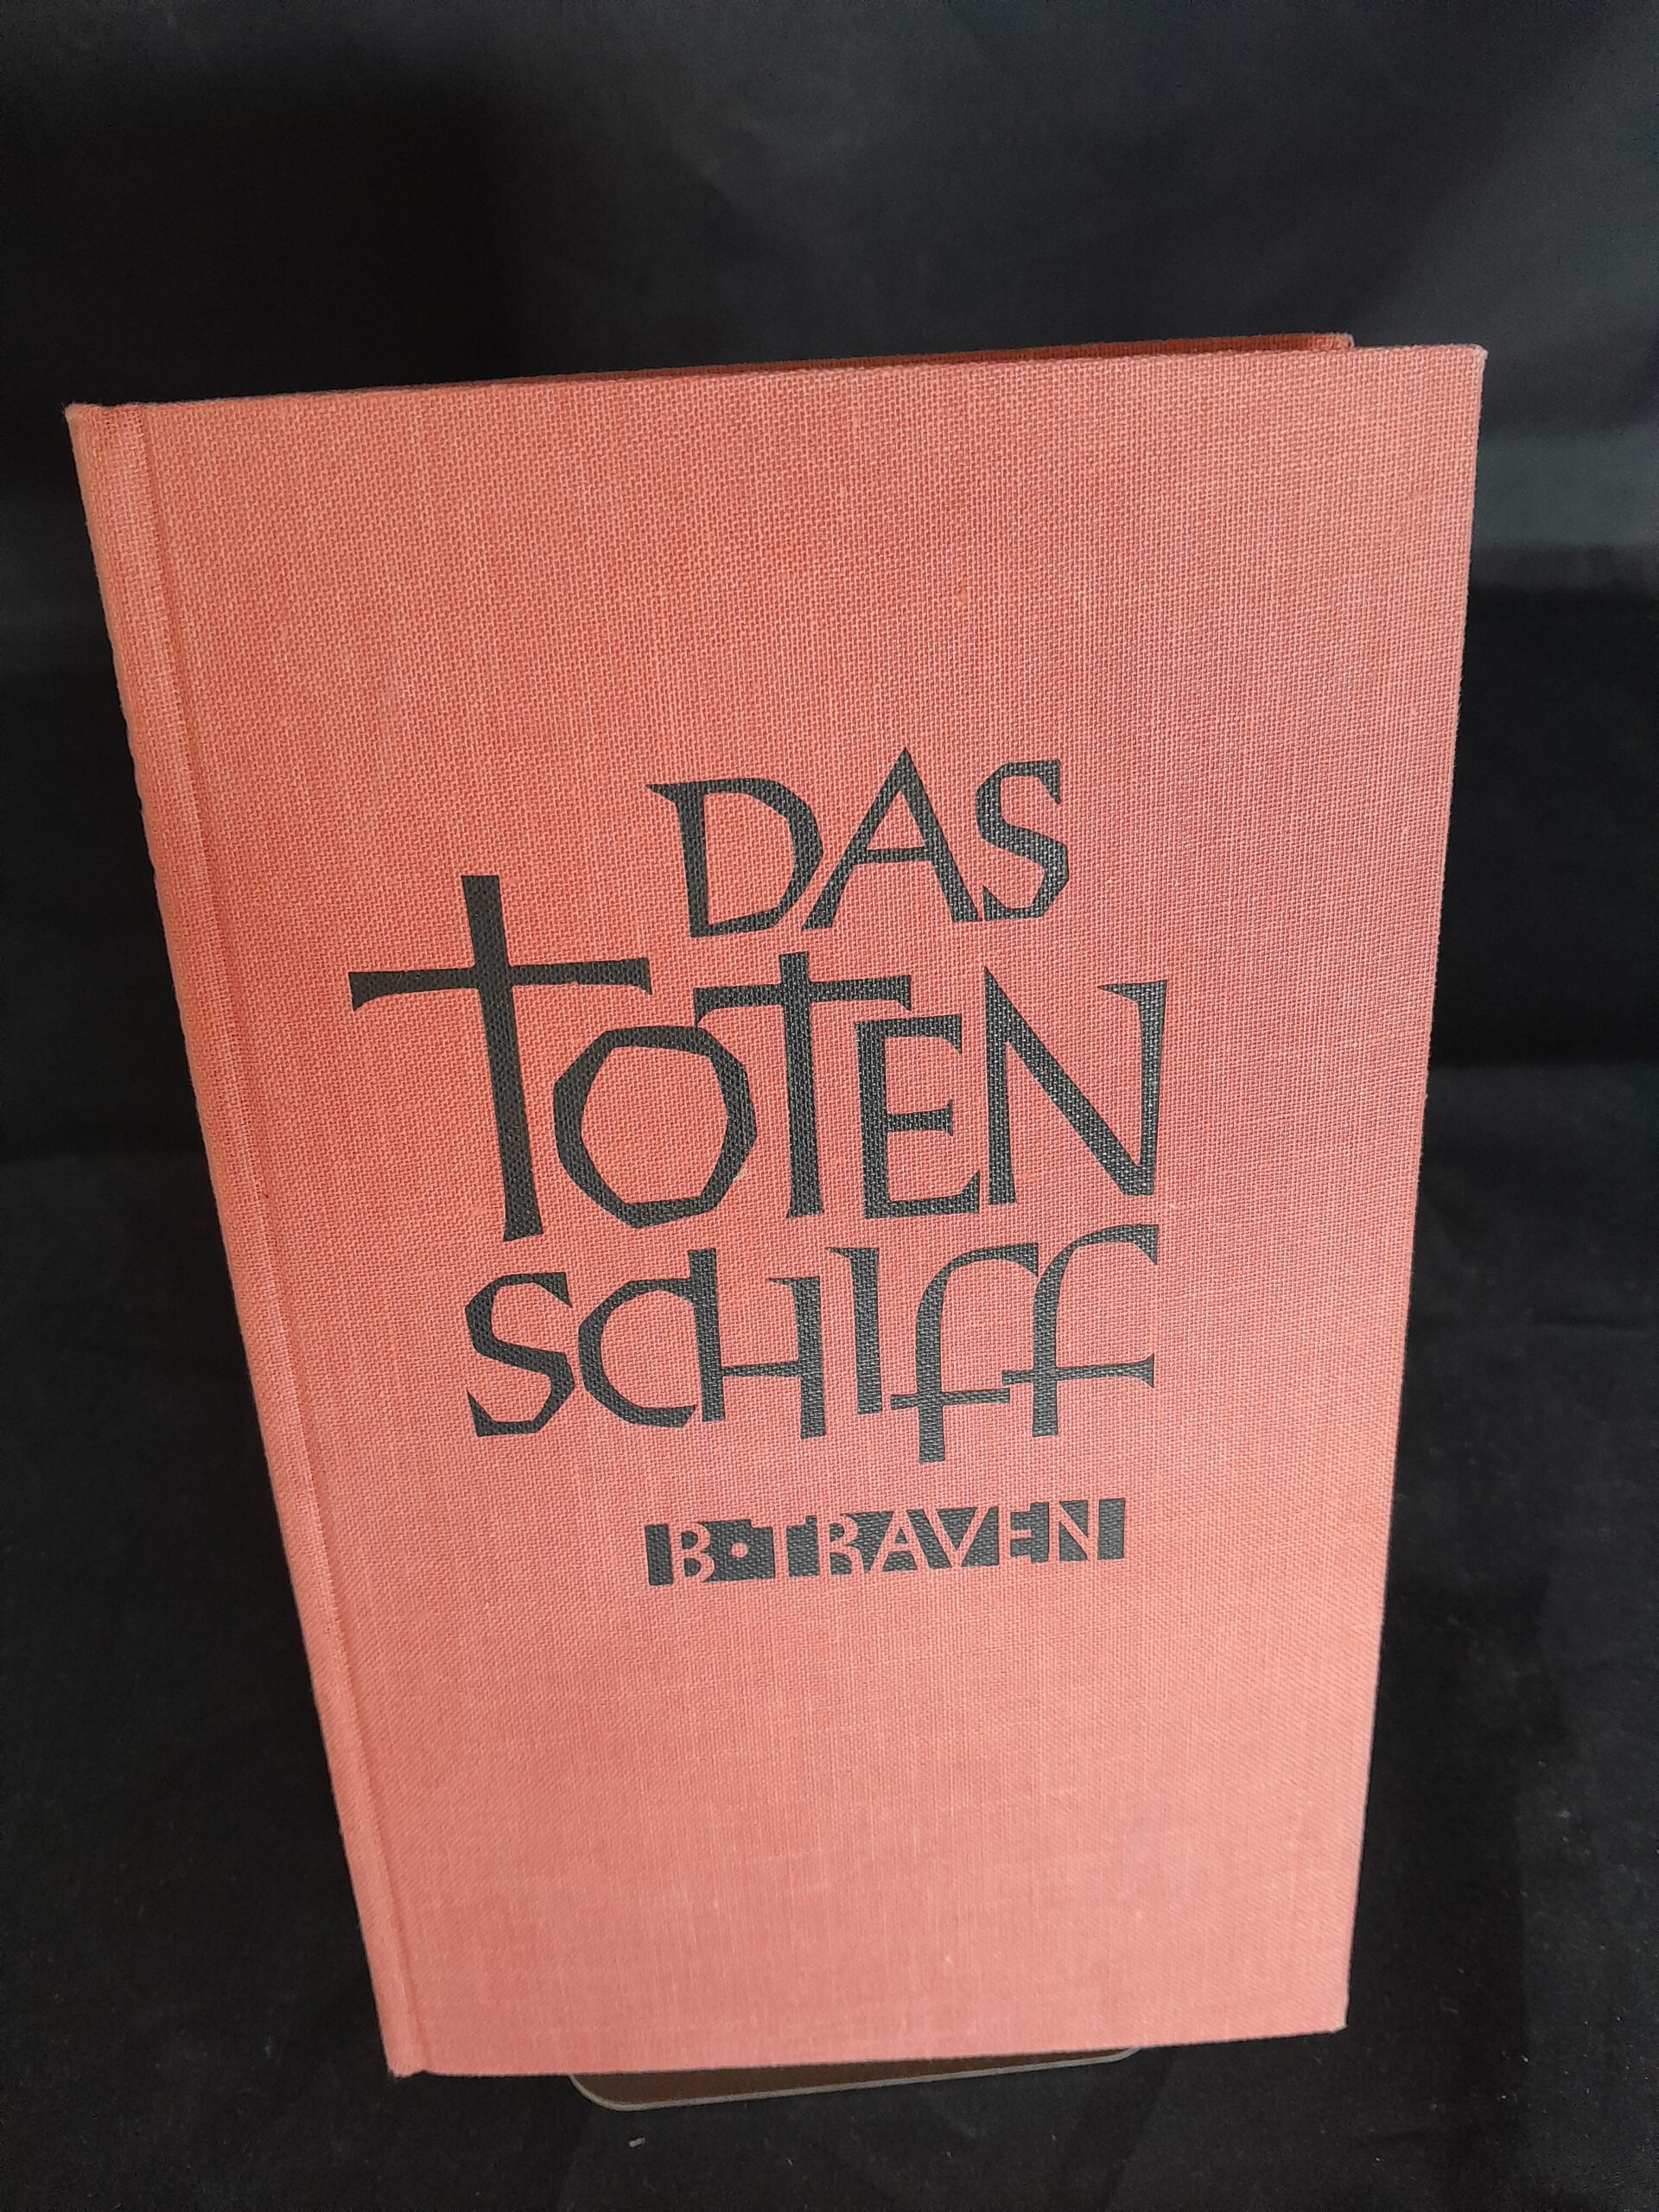 DAS
TOTEN
SCHIFF
B·TRAVEN